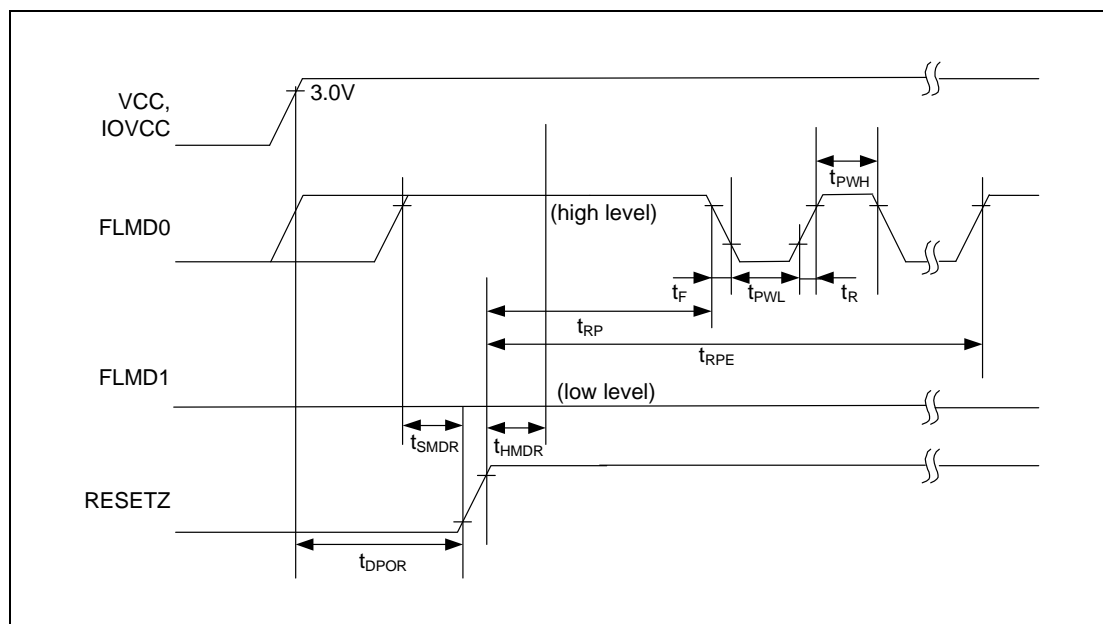 VCC,
IOVCC
3.0V
tPWH
FLMD0
(high level)
tF
tPWL
tR
tRP
tRPE
FLMD1
(low level)
tSMDR
tHMDR
RESETZ
tDPOR